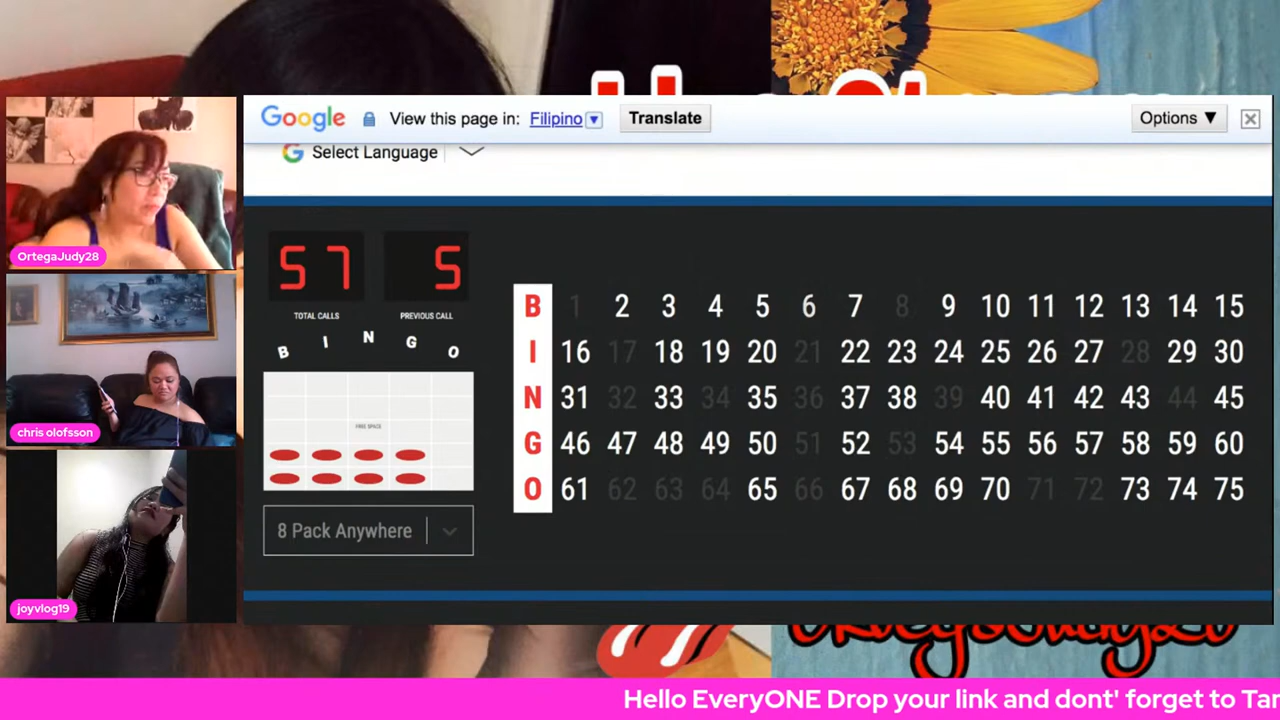 Google View this page in: Filipino ▼ Translate Options ▼
G Select Language
OrtegaJudy28
chris olofsson
joyvlog19
57 5
TOTAL CALLS PREVIOUS CALL
B I N G O
FREE SPACE
8 Pack Anywhere
B 1 2 3 4 5 6 7 8 9 10 11 12 13 14 15
I 16 17 18 19 20 21 22 23 24 25 26 27 28 29 30
N 31 32 33 34 35 36 37 38 39 40 41 42 43 44 45
G 46 47 48 49 50 51 52 53 54 55 56 57 58 59 60
O 61 62 63 64 65 66 67 68 69 70 71 72 73 74 75
Hello EveryONE Drop your link and dont' forget to Tar